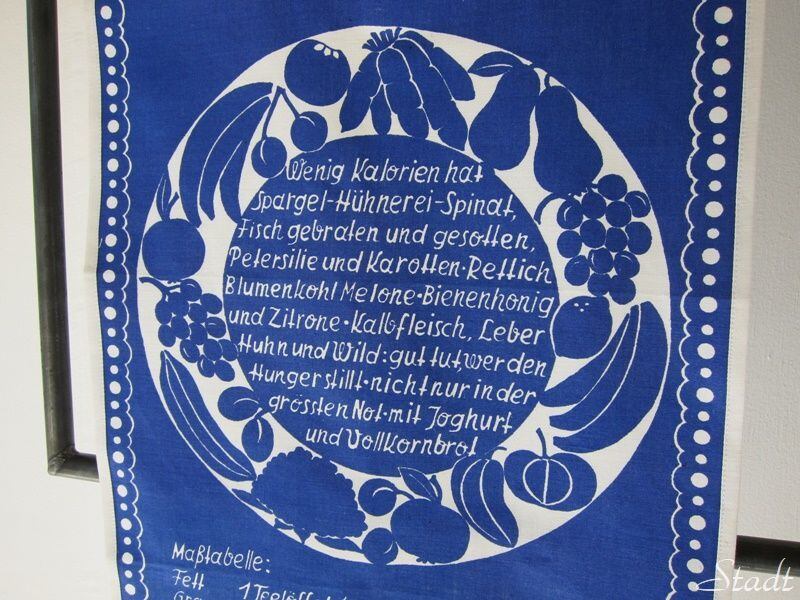 Wenig Kalorien hat
Spargel-Hühnerei-Spinat,
Fisch gebraten und gesotten,
Petersilie und Karotten·Rettich
Blumenkohl Melone·Bienenhonig
und Zitrone·Kalbfleisch, Leber
Huhn und Wild: gut tut, wer den
Hunger stillt·nicht nur in der
grössten Not·mit Joghurt
und Vollkornbrot
Maßtabelle:
Fett 1
Stadt